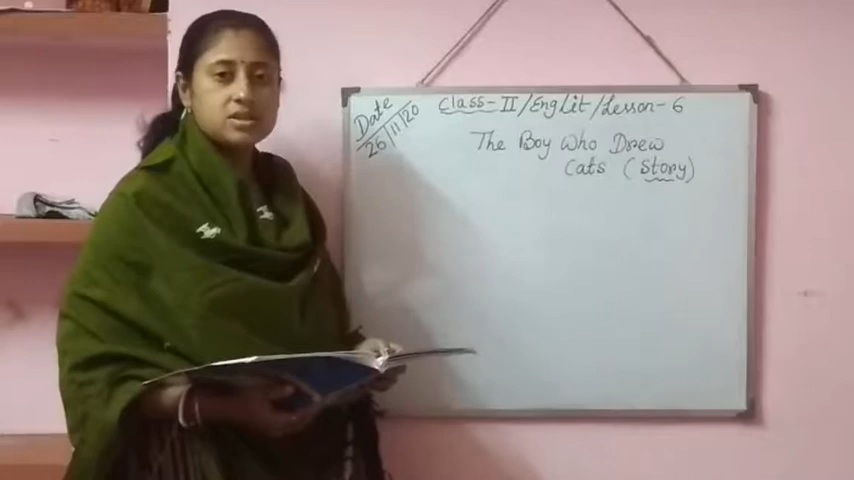 Date
26/11/20
Class-II/Englit/Lesson-6
The Boy Who Drew
Cats (Story)